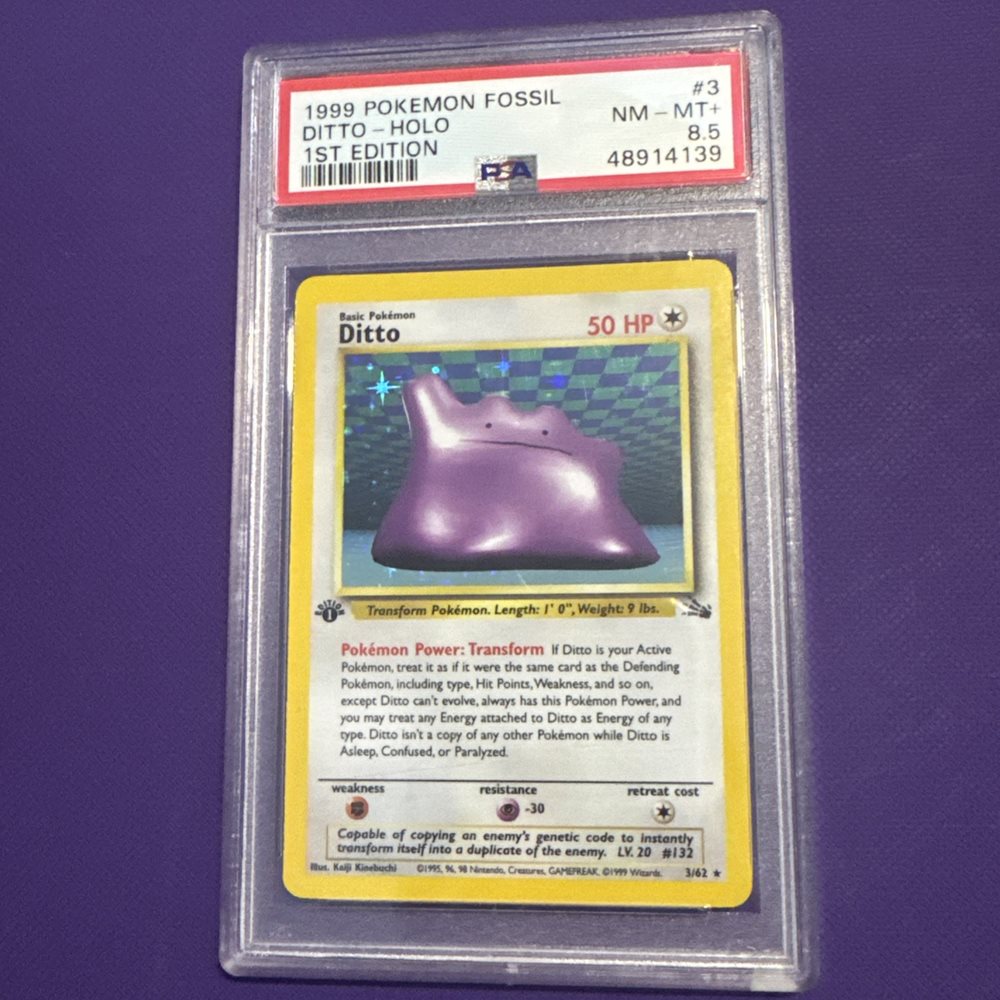 1999 POKEMON FOSSIL #3
DITTO - HOLO NM - MT+
1ST EDITION 8.5
48914139
PSA
Basic Pokémon
Ditto 50 HP
EDITION
1
Transform Pokémon. Length: 1' 0", Weight: 9 lbs.
Pokémon Power: Transform If Ditto is your Active
Pokémon, treat it as if it were the same card as the Defending
Pokémon, including type, Hit Points, Weakness, and so on,
except Ditto can't evolve, always has this Pokémon Power, and
you may treat any Energy attached to Ditto as Energy of any
type. Ditto isn't a copy of any other Pokémon while Ditto is
Asleep, Confused, or Paralyzed.
weakness resistance retreat cost
-30
Capable of copying an enemy's genetic code to instantly
transform itself into a duplicate of the enemy. LV. 20 #132
Illus. Keiji Kinebuchi ©1995, 96, 98 Nintendo, Creatures, GAMEFREAK. ©1999 Wizards. 3/62 ★